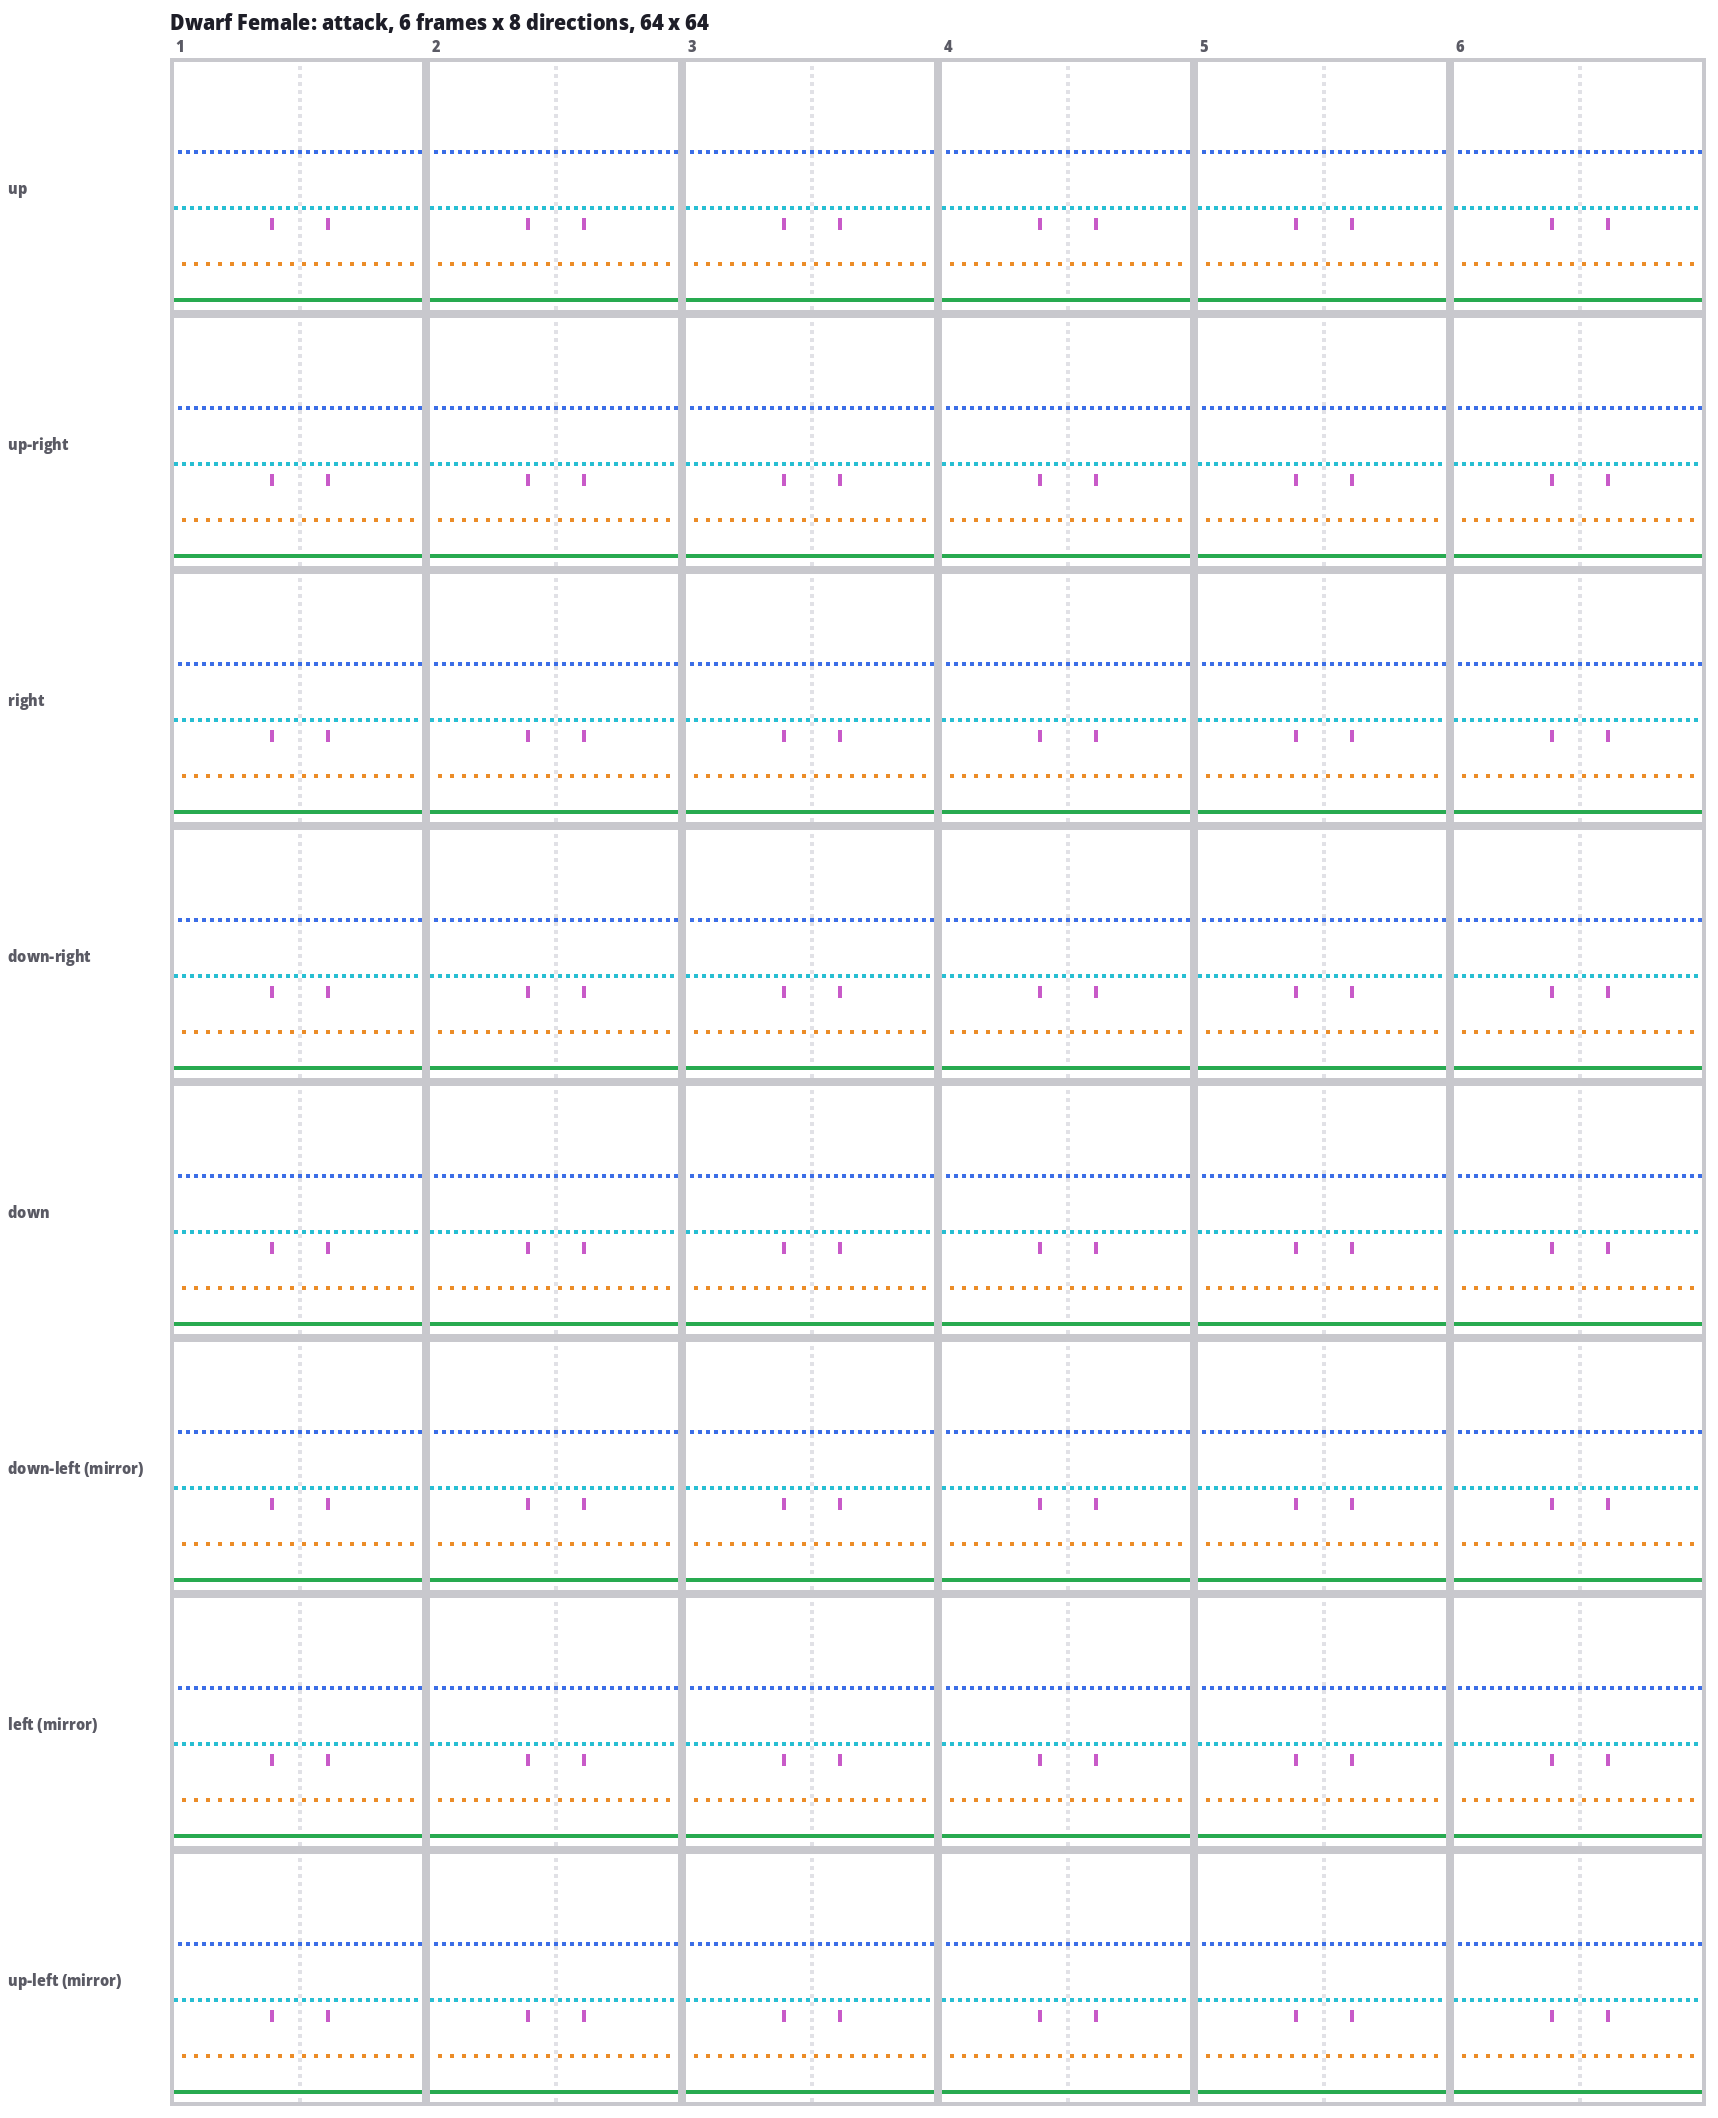 Dwarf Female: attack, 6 frames x 8 directions, 64 x 64
1 2 3 4 5 6
up
up-right
right
down-right
down
down-left (mirror)
left (mirror)
up-left (mirror)